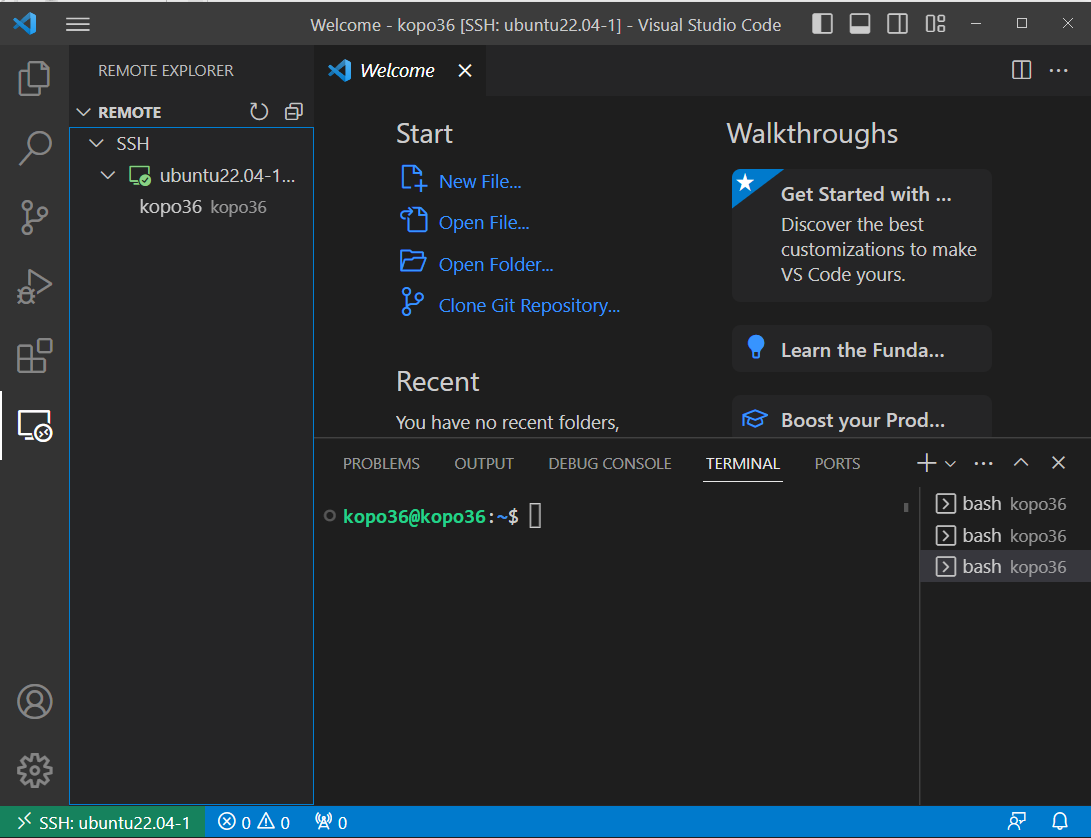 Welcome - kopo36 [SSH: ubuntu22.04-1] - Visual Studio Code
REMOTE EXPLORER
REMOTE
SSH
ubuntu22.04-1...
kopo36 kopo36
Welcome
Start
New File...
Open File...
Open Folder...
Clone Git Repository...
Recent
You have no recent folders,
Walkthroughs
Get Started with ...
Discover the best
customizations to make
VS Code yours.
Learn the Funda...
Boost your Prod...
PROBLEMS OUTPUT DEBUG CONSOLE TERMINAL PORTS
kopo36@kopo36:~$
bash kopo36
bash kopo36
bash kopo36
SSH: ubuntu22.04-1 0 0 0